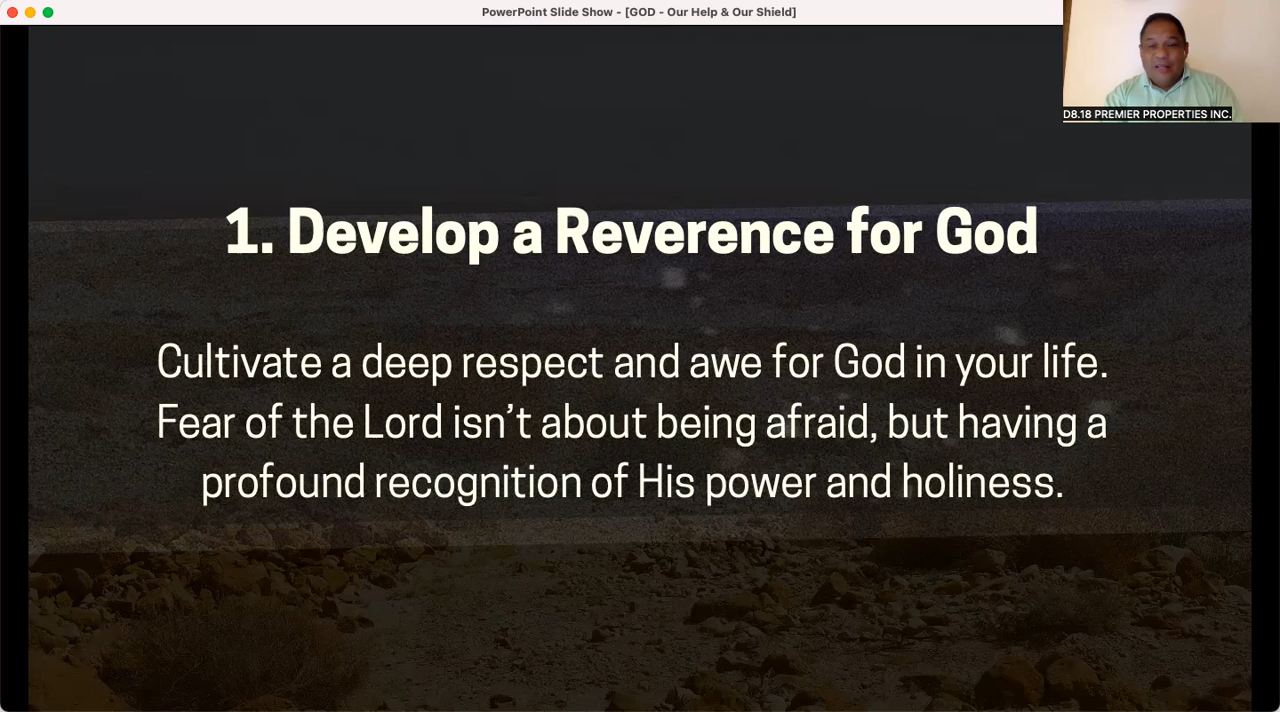 PowerPoint Slide Show - [GOD - Our Help & Our Shield]
D8.18 PREMIER PROPERTIES INC.
1. Develop a Reverence for God
Cultivate a deep respect and awe for God in your life.
Fear of the Lord isn’t about being afraid, but having a
profound recognition of His power and holiness.